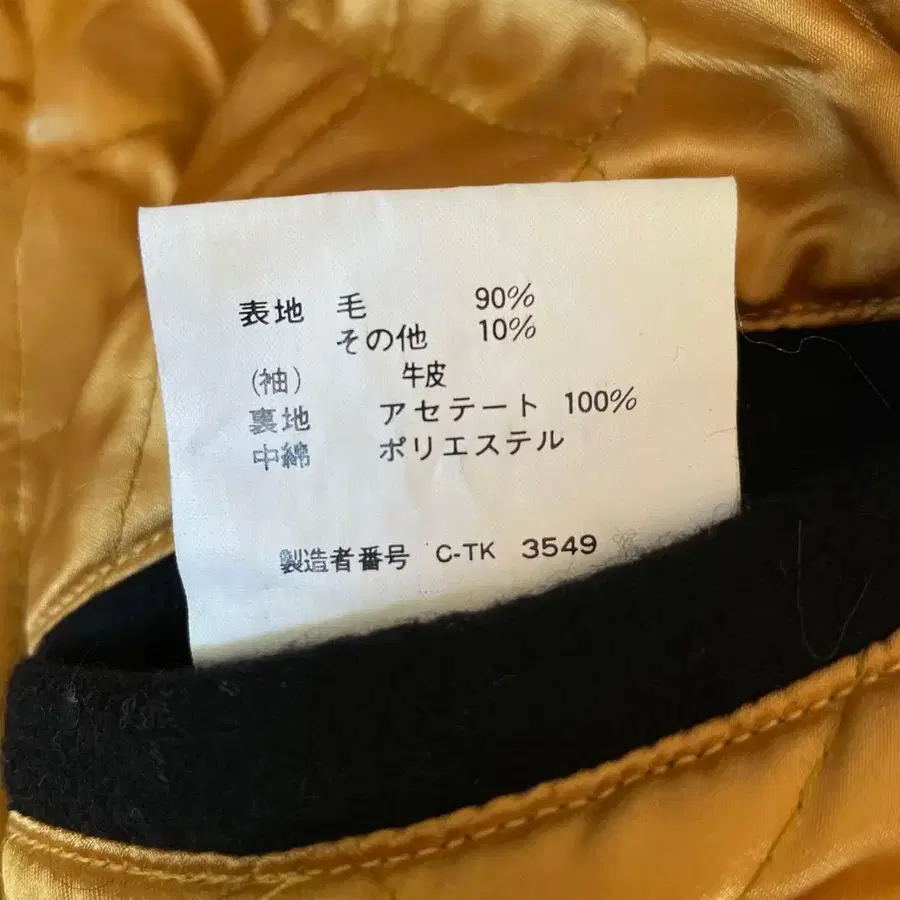 表地 毛 90%
その他 10%
(袖) 牛皮
裏地 アセテート 100%
中綿 ポリエステル
製造者番号 C-TK 3549